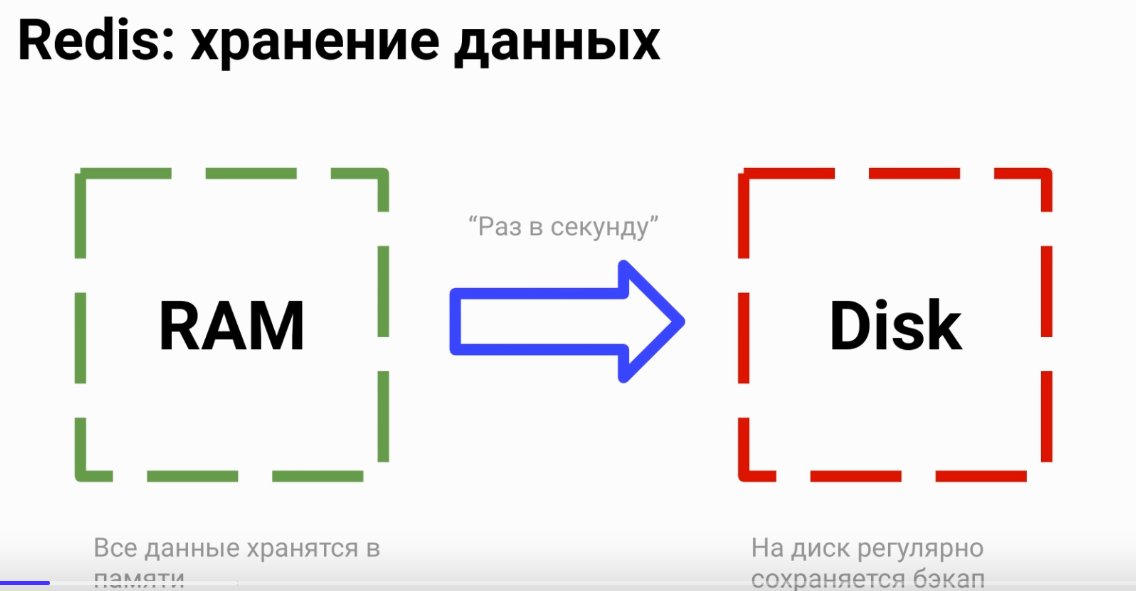 Redis: хранение данных
“Раз в секунду”
RAM
Disk
Все данные хранятся в
памяти
На диск регулярно
сохраняется бэкап